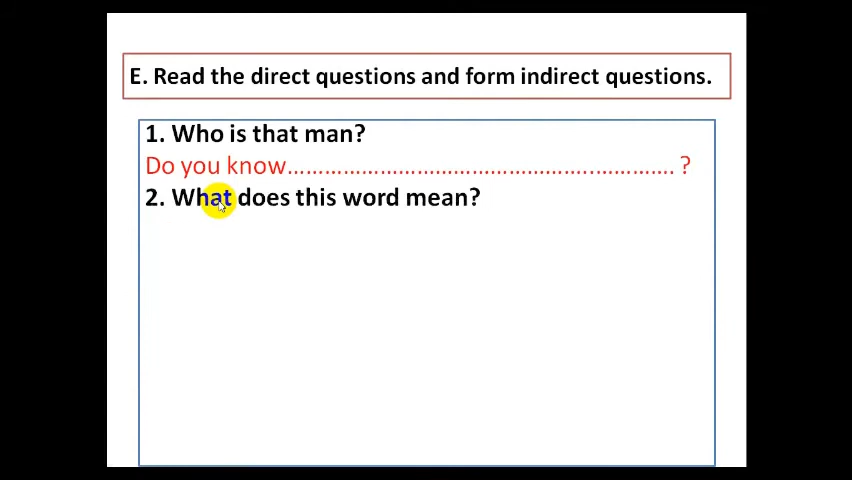 E. Read the direct questions and form indirect questions.
1. Who is that man?
Do you know……………………………………………..…………. ?
2. What does this word mean?